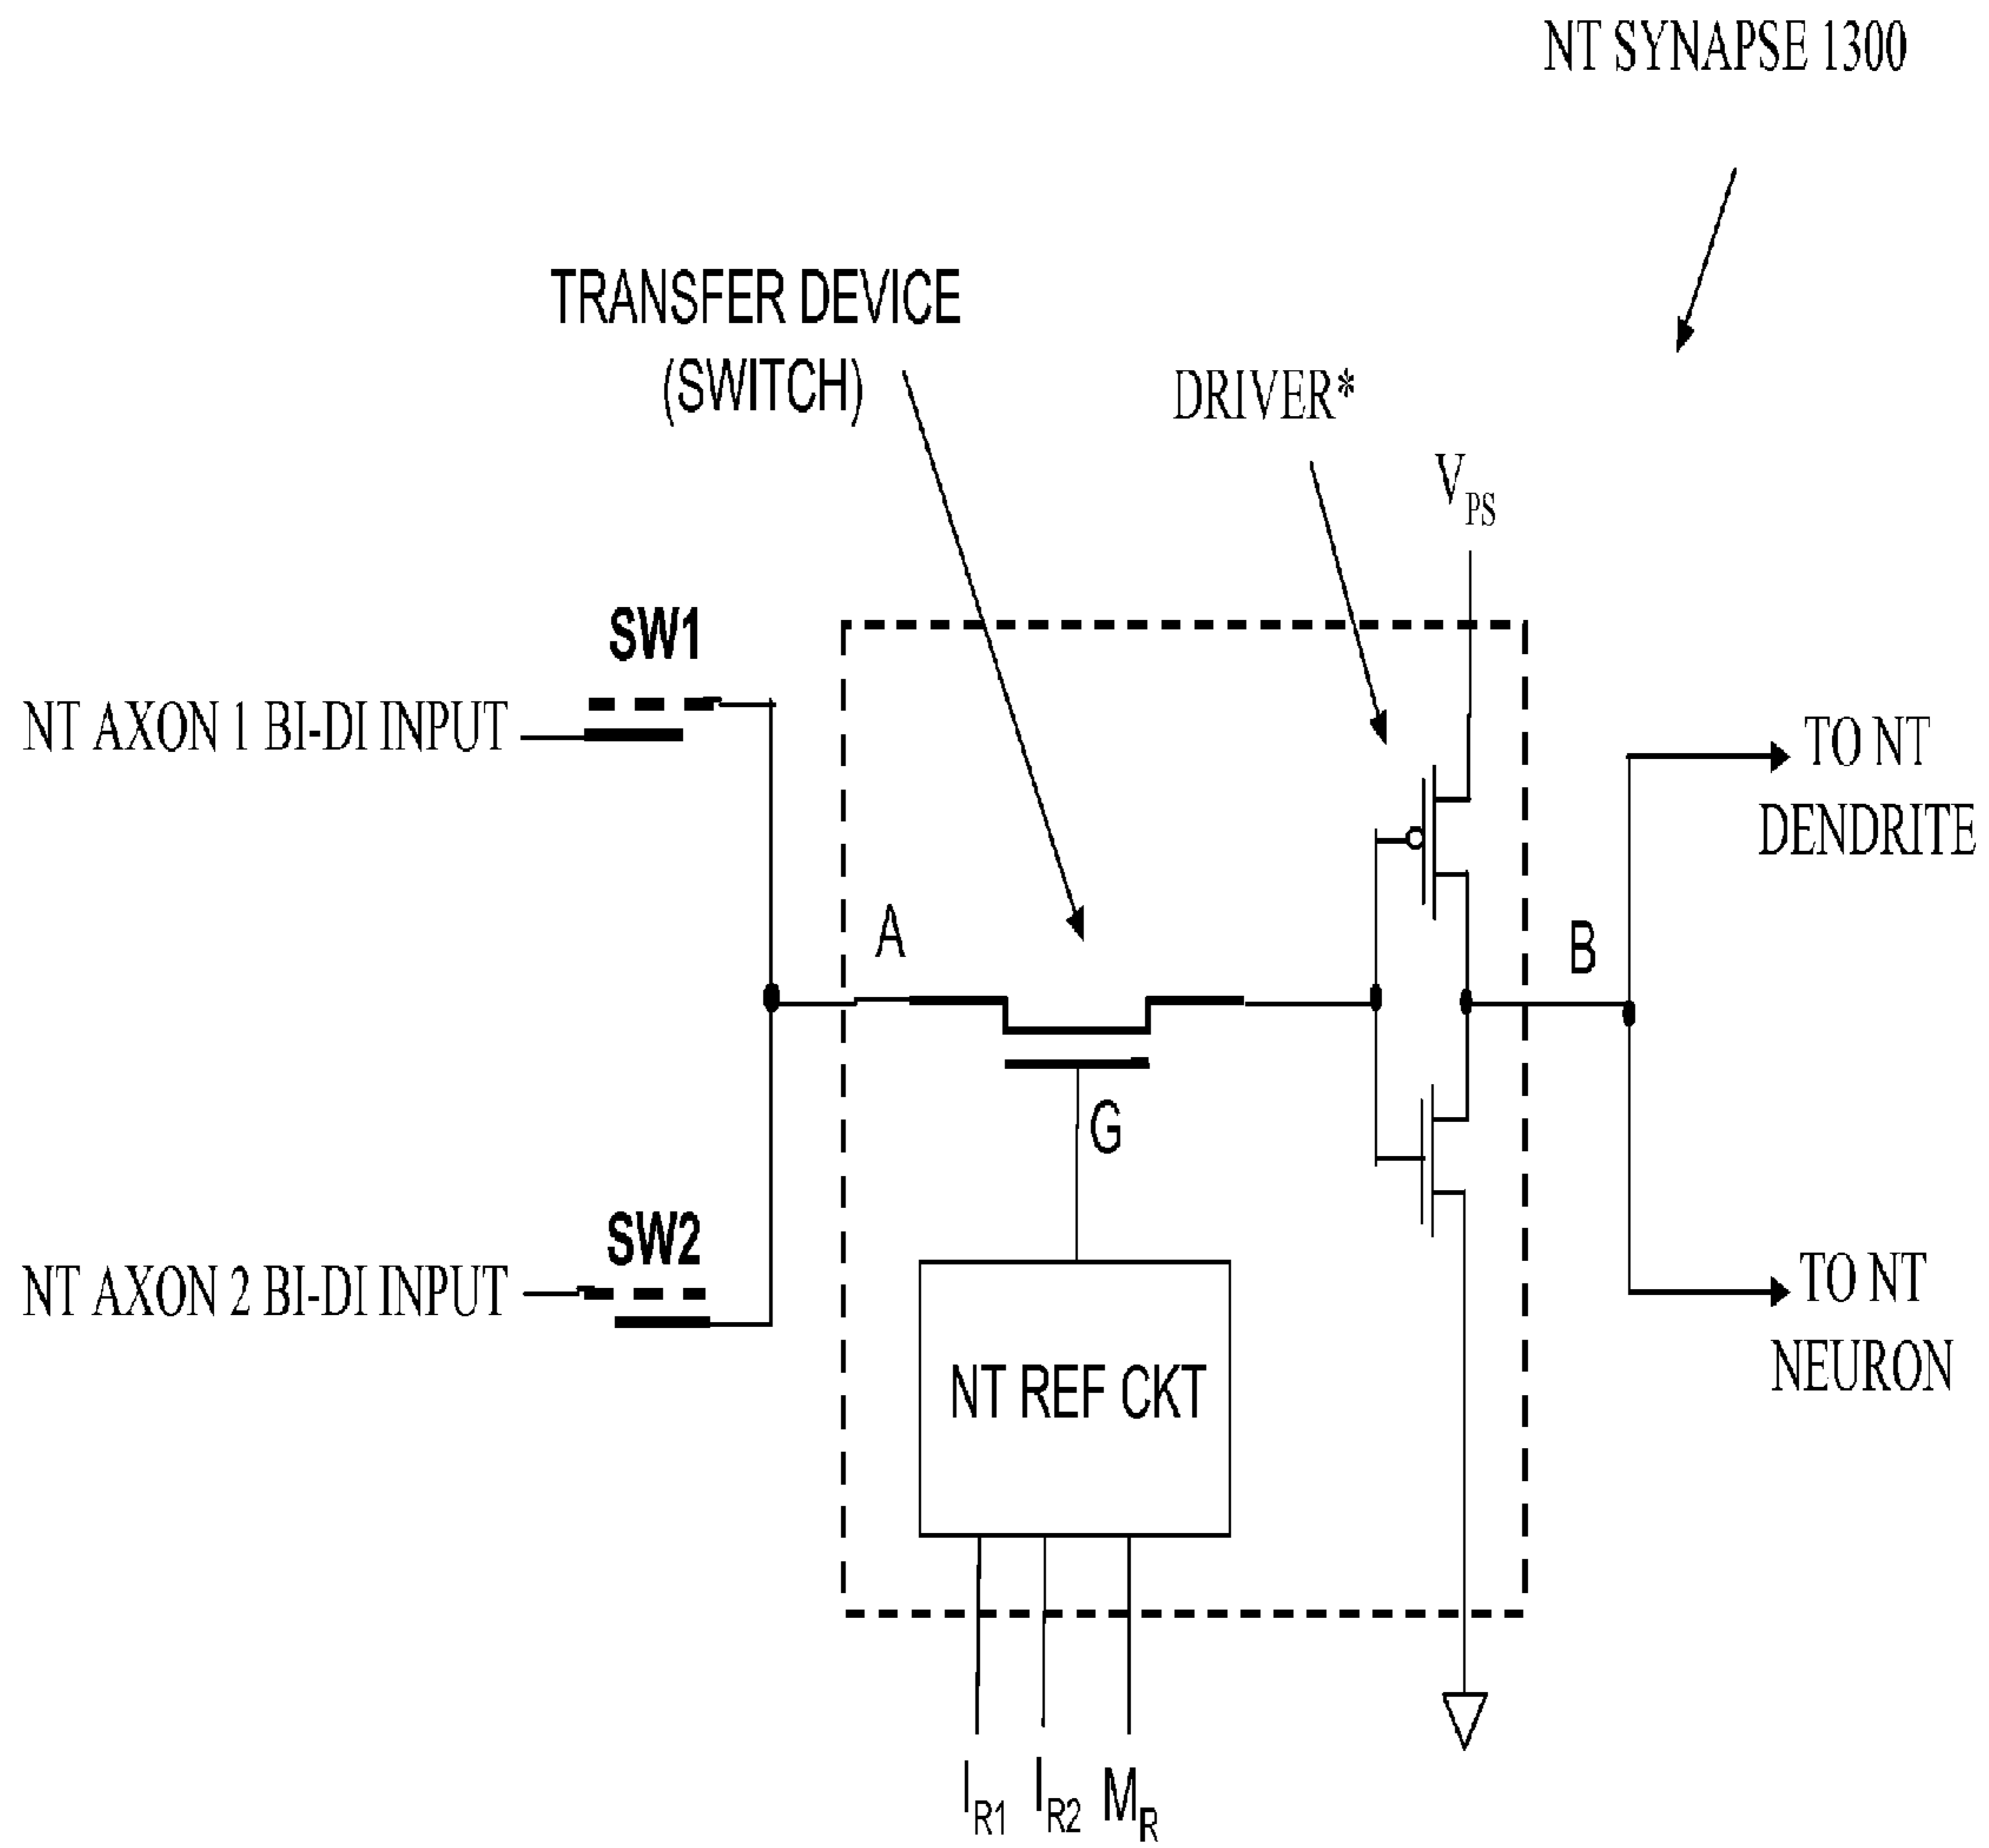 NT SYNAPSE 1300
TRANSFER DEVICE
(SWITCH)
DRIVER*
VPS
SW1
NT AXON 1 BI-DI INPUT
TO NT
DENDRITE
A
B
G
SW2
NT AXON 2 BI-DI INPUT
TO NT
NEURON
NT REF CKT
IR1 IR2 MR